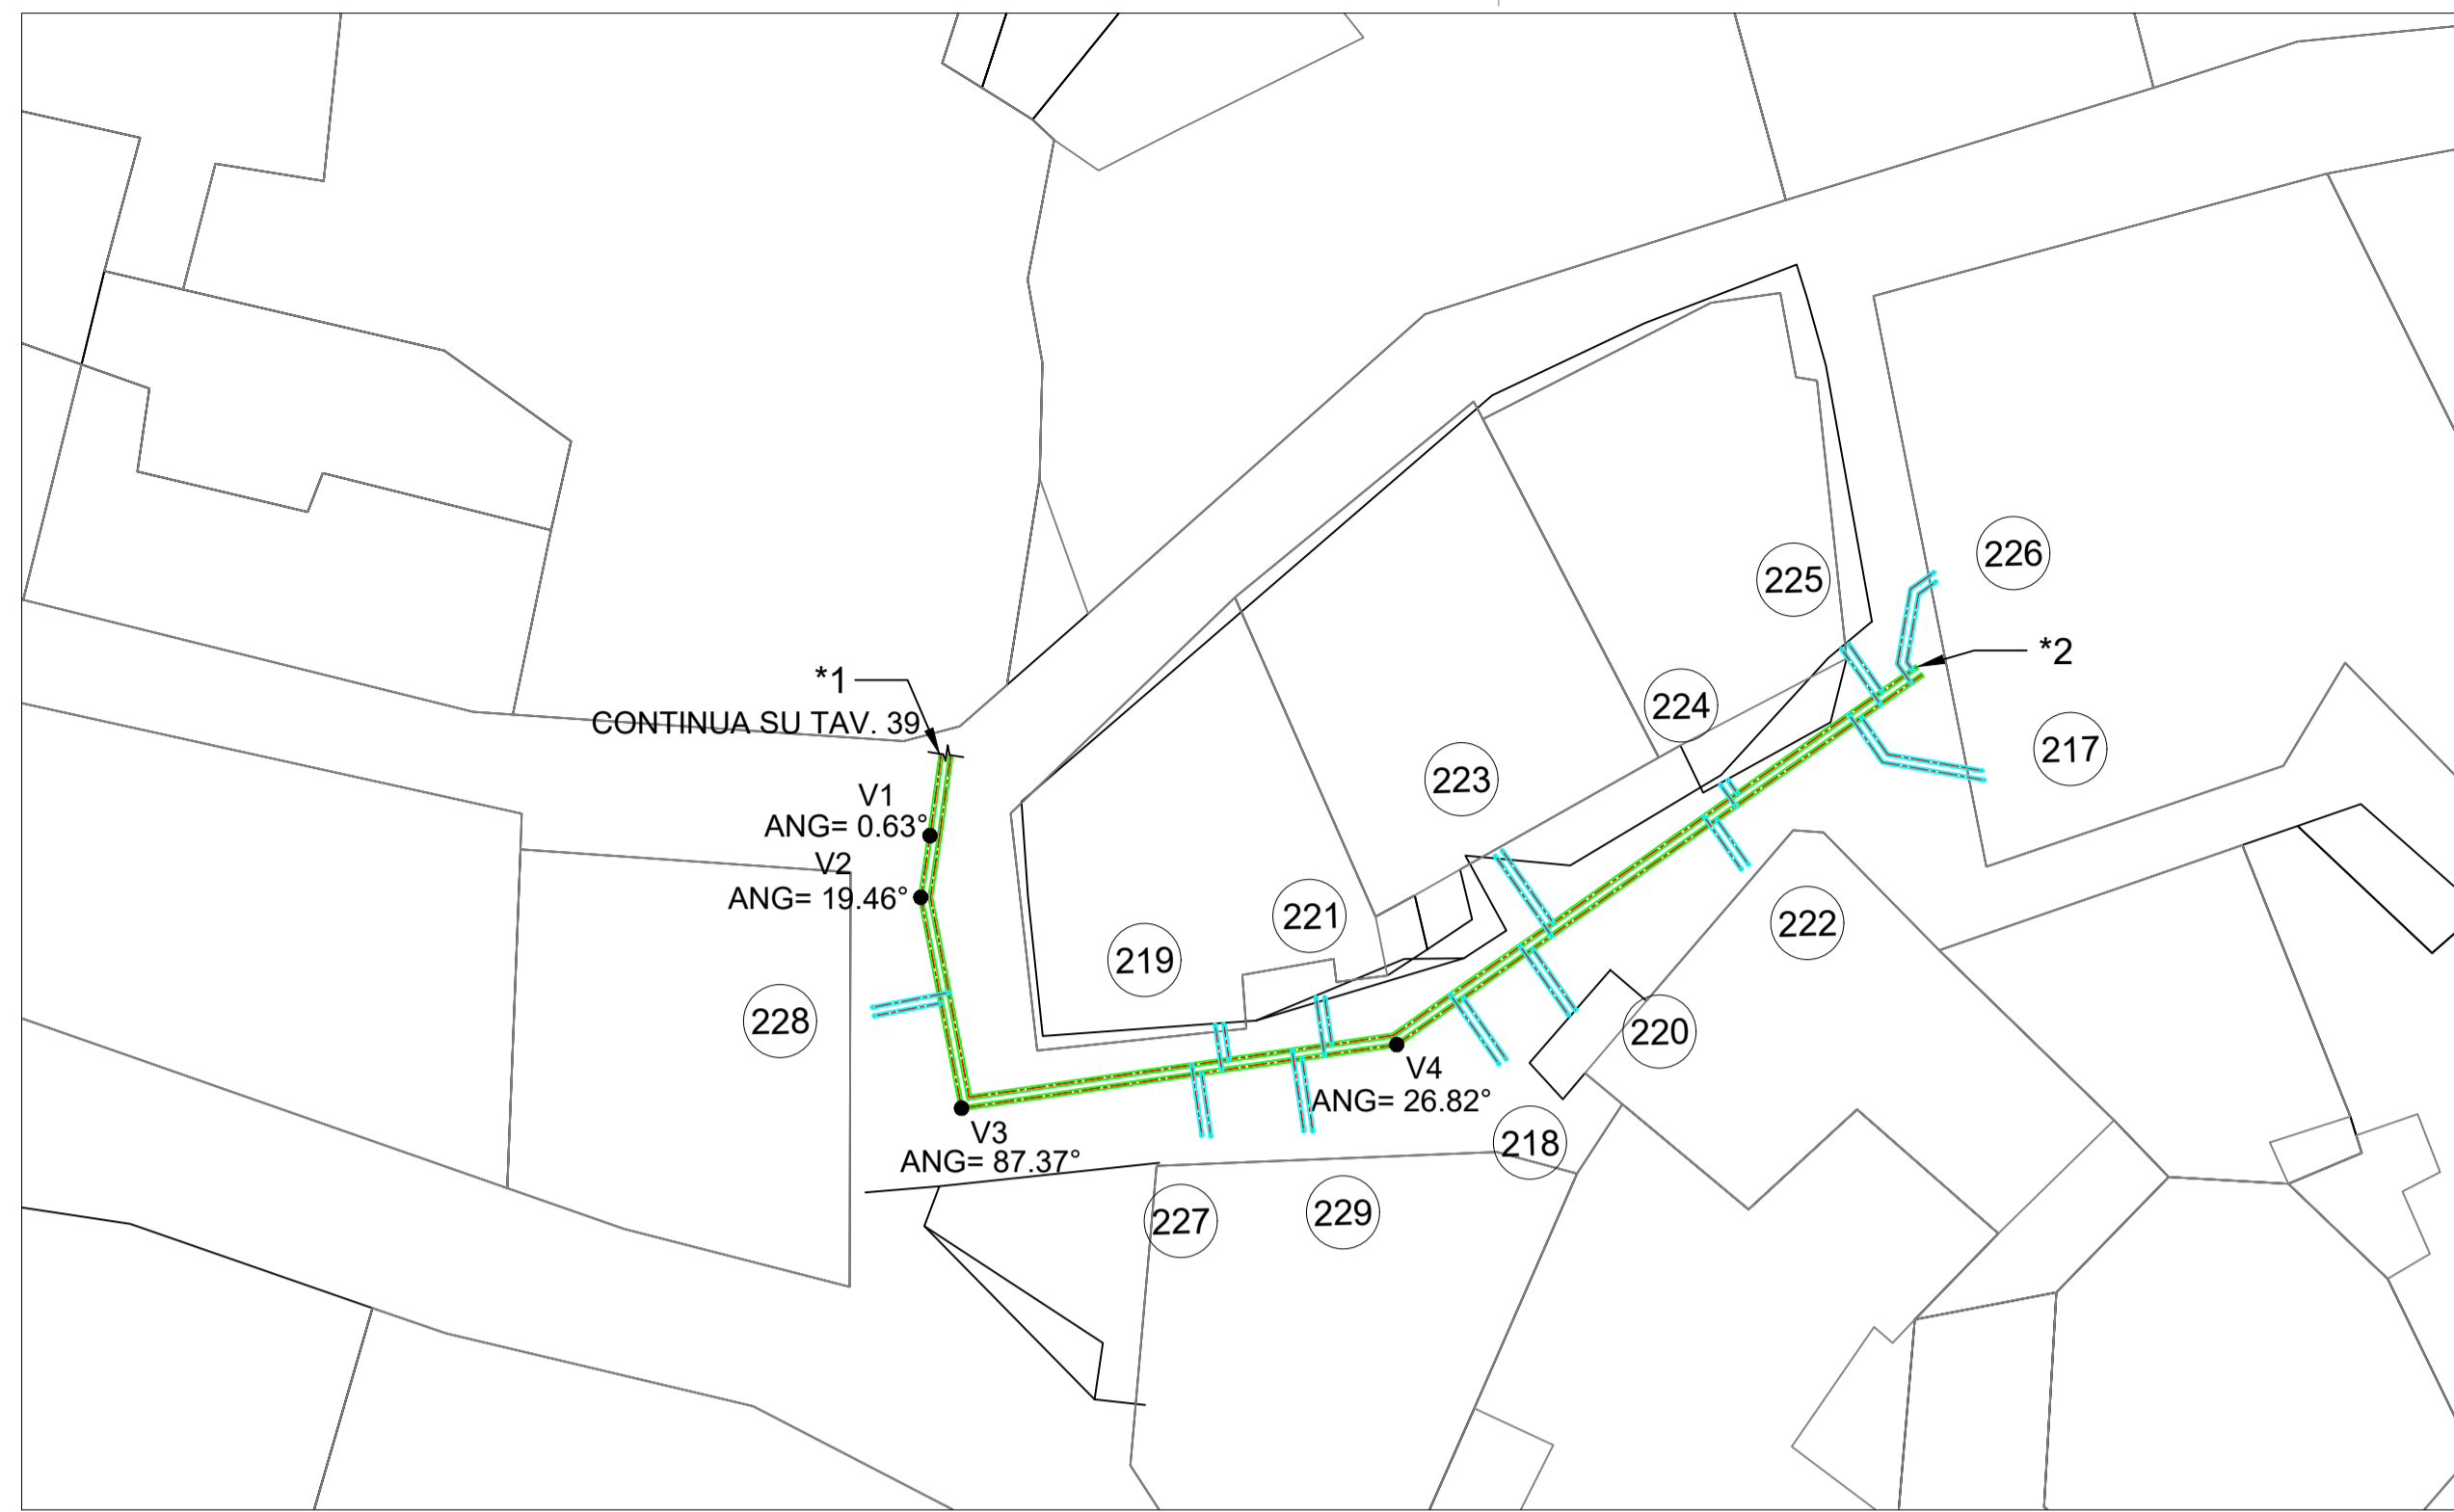 226
225
*2
*1
224
CONTINUA SU TAV. 39
217
223
V1
ANG= 0.63°
V2
ANG= 19.46°
221
222
219
228
220
V4
ANG= 26.82°
V3
218
ANG= 87.37°
229
227